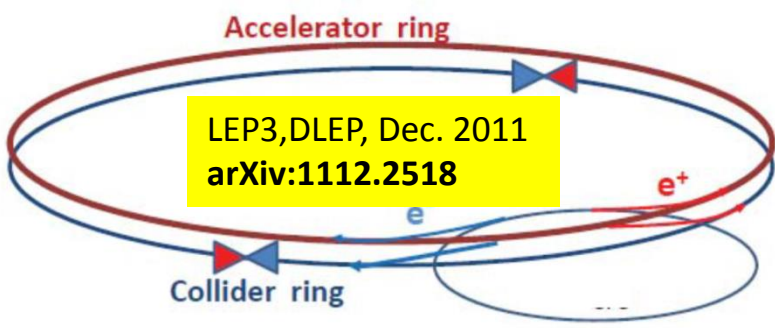 Accelerator ring
LEP3,DLEP, Dec. 2011
arXiv:1112.2518
e⁺
e
Collider ring